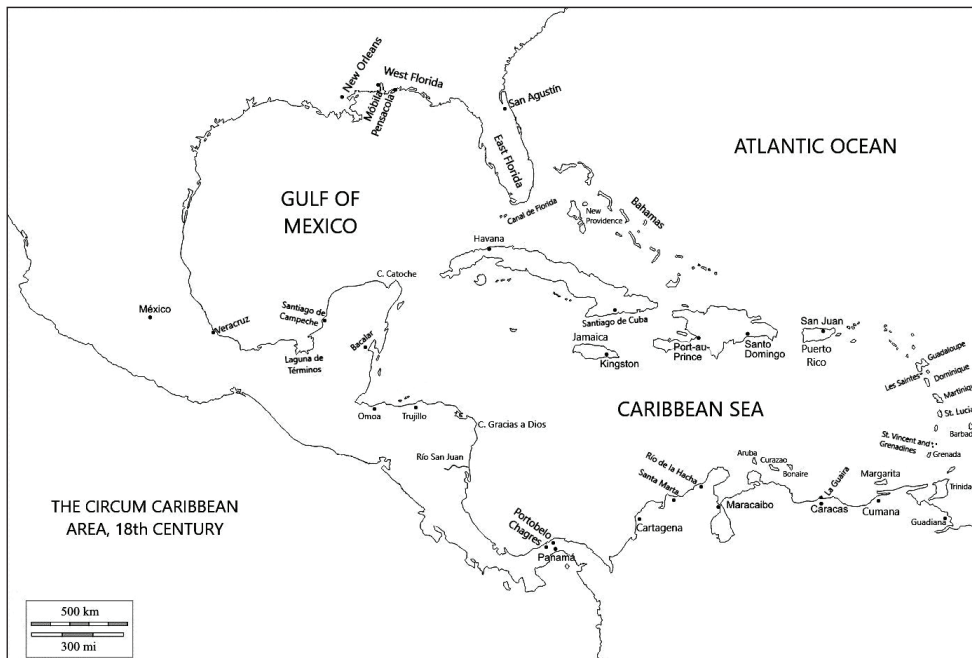 New Orleans
West Florida
Móbila
Pensacola
San Agustín
East Florida
ATLANTIC OCEAN
GULF OF
MEXICO
Canal de Florida
New
Providence
Bahamas
Havana
C. Catoche
México
Veracruz
Santiago de
Campeche
Laguna de
Términos
Bacalar
Santiago de Cuba
Jamaica
Kingston
Port-au-
Prince
Santo
Domingo
San Juan
Puerto
Rico
Guadaloupe
Les Saintes
Dominique
Martiniq
St. Lucia
Barbad
St. Vincent and
Grenadines
Grenada
CARIBBEAN SEA
Omoa
Trujillo
C. Gracias a Dios
Río San Juan
Aruba
Curazao
Bonaire
Río de la Hacha
Santa Marta
Cartagena
Maracaibo
La Guaira
Caracas
Margarita
Cumana
Trinida
Guadiana
Portobelo
Chagres
Panamá
THE CIRCUM CARIBBEAN
AREA, 18th CENTURY
500 km
300 mi